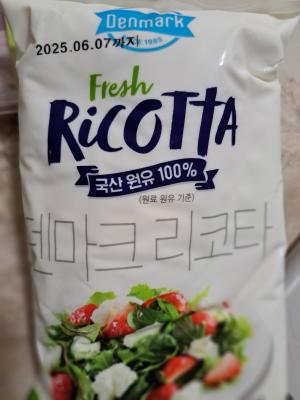 Denmark
SINCE 1985
2025.06.07까지
Fresh
RicOTTA
국산 원유 100%
(원료 원유 기준)
덴마크 리코타